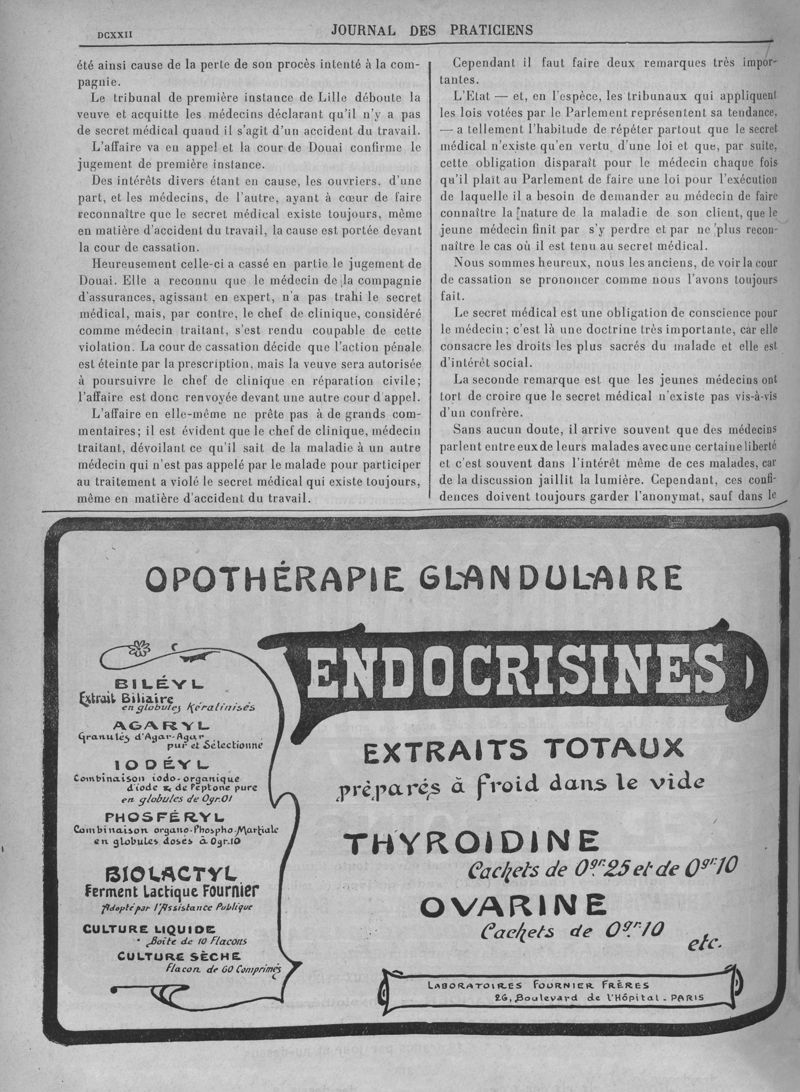 DCXXII
JOURNAL DES PRATICIENS
été ainsi cause de la perte de son procès intenté à la com-
pagnie.
Le tribunal de première instance de Lille déboute la
veuve et acquitte les médecins déclarant qu'il n'y a pas
de secret médical quand il s'agit d'un accident du travail.
L'affaire va en appel et la cour de Douai confirme le
jugement de première instance.
Des intérêts divers étant en cause, les ouvriers, d'une
part, et les médecins, de l'autre, ayant à cœur de faire
reconnaître que le secret médical existe toujours, même
en matière d'accident du travail, la cause est portée devant
la cour de cassation.
Heureusement celle-ci a cassé en partie le jugement de
Douai. Elle a reconnu que le médecin de la compagnie
d'assurances, agissant en expert, n'a pas trahi le secret
médical, mais, par contre, le chef de clinique, considéré
comme médecin traitant, s'est rendu coupable de cette
violation. La cour de cassation décide que l'action pénale
est éteinte par la prescription, mais la veuve sera autorisée
à poursuivre le chef de clinique en réparation civile;
l'affaire est donc renvoyée devant une autre cour d'appel.
L'affaire en elle-même ne prête pas à de grands com-
mentaires; il est évident que le chef de clinique, médecin
traitant, dévoilant ce qu'il sait de la maladie à un autre
médecin qui n'est pas appelé par le malade pour participer
au traitement a violé le secret médical qui existe toujours,
même en matière d'accident du travail.
Cependant il faut faire deux remarques très impor-
tantes.
L'Etat — et, en l'espèce, les tribunaux qui appliquent
les lois votées par le Parlement représentent sa tendance,
— a tellement l'habitude de répéter partout que le secret
médical n'existe qu'en vertu d'une loi et que, par suite,
cette obligation disparaît pour le médecin chaque fois
qu'il plaît au Parlement de faire une loi pour l'exécution
de laquelle il a besoin de demander au médecin de faire
connaître la nature de la maladie de son client, que le
jeune médecin finit par s'y perdre et par ne plus recon-
naître le cas où il est tenu au secret médical.
Nous sommes heureux, nous les anciens, de voir la cour
de cassation se prononcer comme nous l'avons toujours
fait.
Le secret médical est une obligation de conscience pour
le médecin; c'est là une doctrine très importante, car elle
consacre les droits les plus sacrés du malade et elle est
d'intérêt social.
La seconde remarque est que les jeunes médecins ont
tort de croire que le secret médical n'existe pas vis-à-vis
d'un confrère.
Sans aucun doute, il arrive souvent que des médecins
parlent entre eux de leurs malades avec une certaine liberté
et c'est souvent dans l'intérêt même de ces malades, car
de la discussion jaillit la lumière. Cependant, ces confi-
dences doivent toujours garder l'anonymat, sauf dans le
OPOTHÉRAPIE GLANDULAIRE
ENDOCRISINES
EXTRAITS TOTAUX
préparés à froid dans le vide
THYROIDINE
Cachets de 0gr.25 et de 0gr.10
OVARINE
Cachets de 0gr.10
etc.
BILÉYL
Extrait Biliaire
en globules Kératinisés
AGARYL
Granulés d'Agar-Agar
pur et Sélectionné
IODÉYL
Combinaison iodo-organique
d'iode & de Peptone pure
en globules de 0gr.01
PHOSFÉRYL
Combinaison organo-Phospho-Martiale
en globules dosés à 0gr.10
BIOLACTYL
Ferment Lactique Fournier
Adopté par l'Assistance Publique
CULTURE LIQUIDE
Boite de 10 Flacons
CULTURE SÈCHE
Flacon de 60 Comprimés
LABORATOIRES FOURNIER FRÈRES
26, Boulevard de l'Hôpital - PARIS